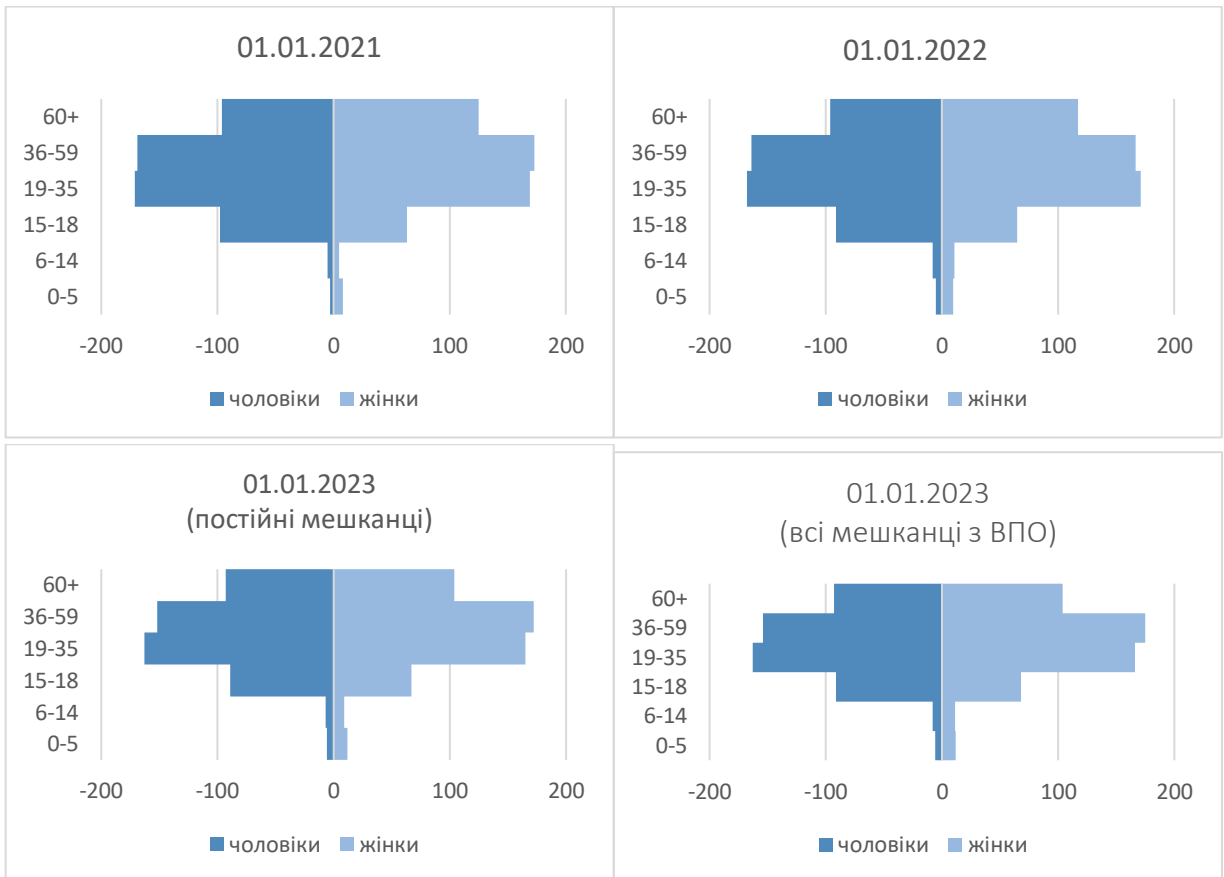 01.01.2021
60+
36-59
19-35
15-18
6-14
0-5
-200 -100 0 100 200
чоловіки жінки
01.01.2022
60+
36-59
19-35
15-18
6-14
0-5
-200 -100 0 100 200
чоловіки жінки
01.01.2023
(постійні мешканці)
60+
36-59
19-35
15-18
6-14
0-5
-200 -100 0 100 200
чоловіки жінки
01.01.2023
(всі мешканці з ВПО)
60+
36-59
19-35
15-18
6-14
0-5
-200 -100 0 100 200
чоловіки жінки